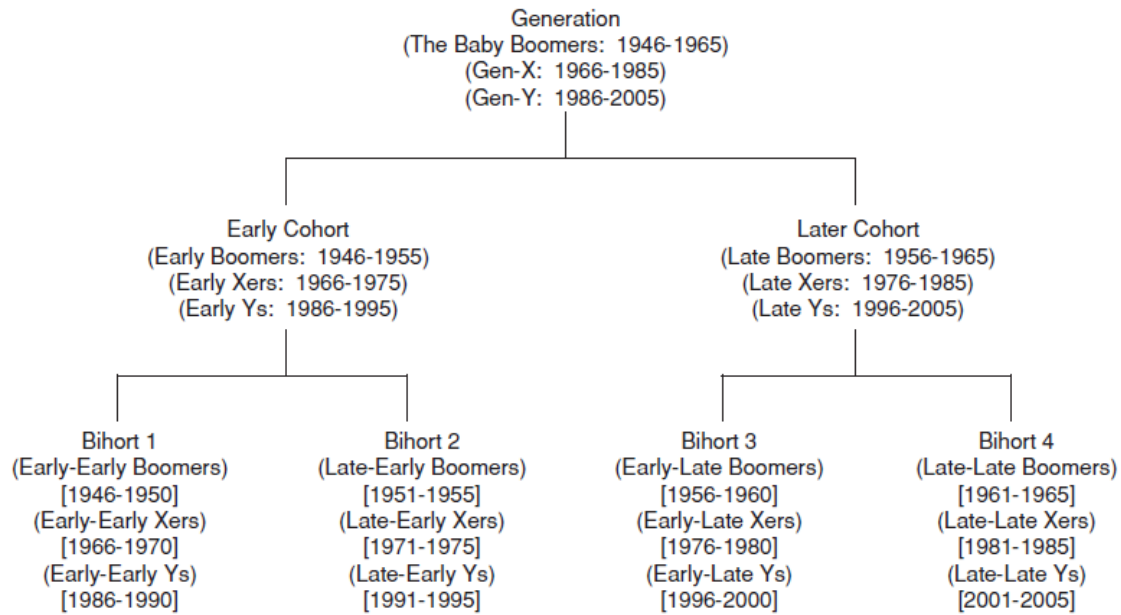 Generation
(The Baby Boomers: 1946-1965)
(Gen-X: 1966-1985)
(Gen-Y: 1986-2005)
Early Cohort
(Early Boomers: 1946-1955)
(Early Xers: 1966-1975)
(Early Ys: 1986-1995)
Later Cohort
(Late Boomers: 1956-1965)
(Late Xers: 1976-1985)
(Late Ys: 1996-2005)
Bihort 1
(Early-Early Boomers)
[1946-1950]
(Early-Early Xers)
[1966-1970]
(Early-Early Ys)
[1986-1990]
Bihort 2
(Late-Early Boomers)
[1951-1955]
(Late-Early Xers)
[1971-1975]
(Late-Early Ys)
[1991-1995]
Bihort 3
(Early-Late Boomers)
[1956-1960]
(Early-Late Xers)
[1976-1980]
(Early-Late Ys)
[1996-2000]
Bihort 4
(Late-Late Boomers)
[1961-1965]
(Late-Late Xers)
[1981-1985]
(Late-Late Ys)
[2001-2005]